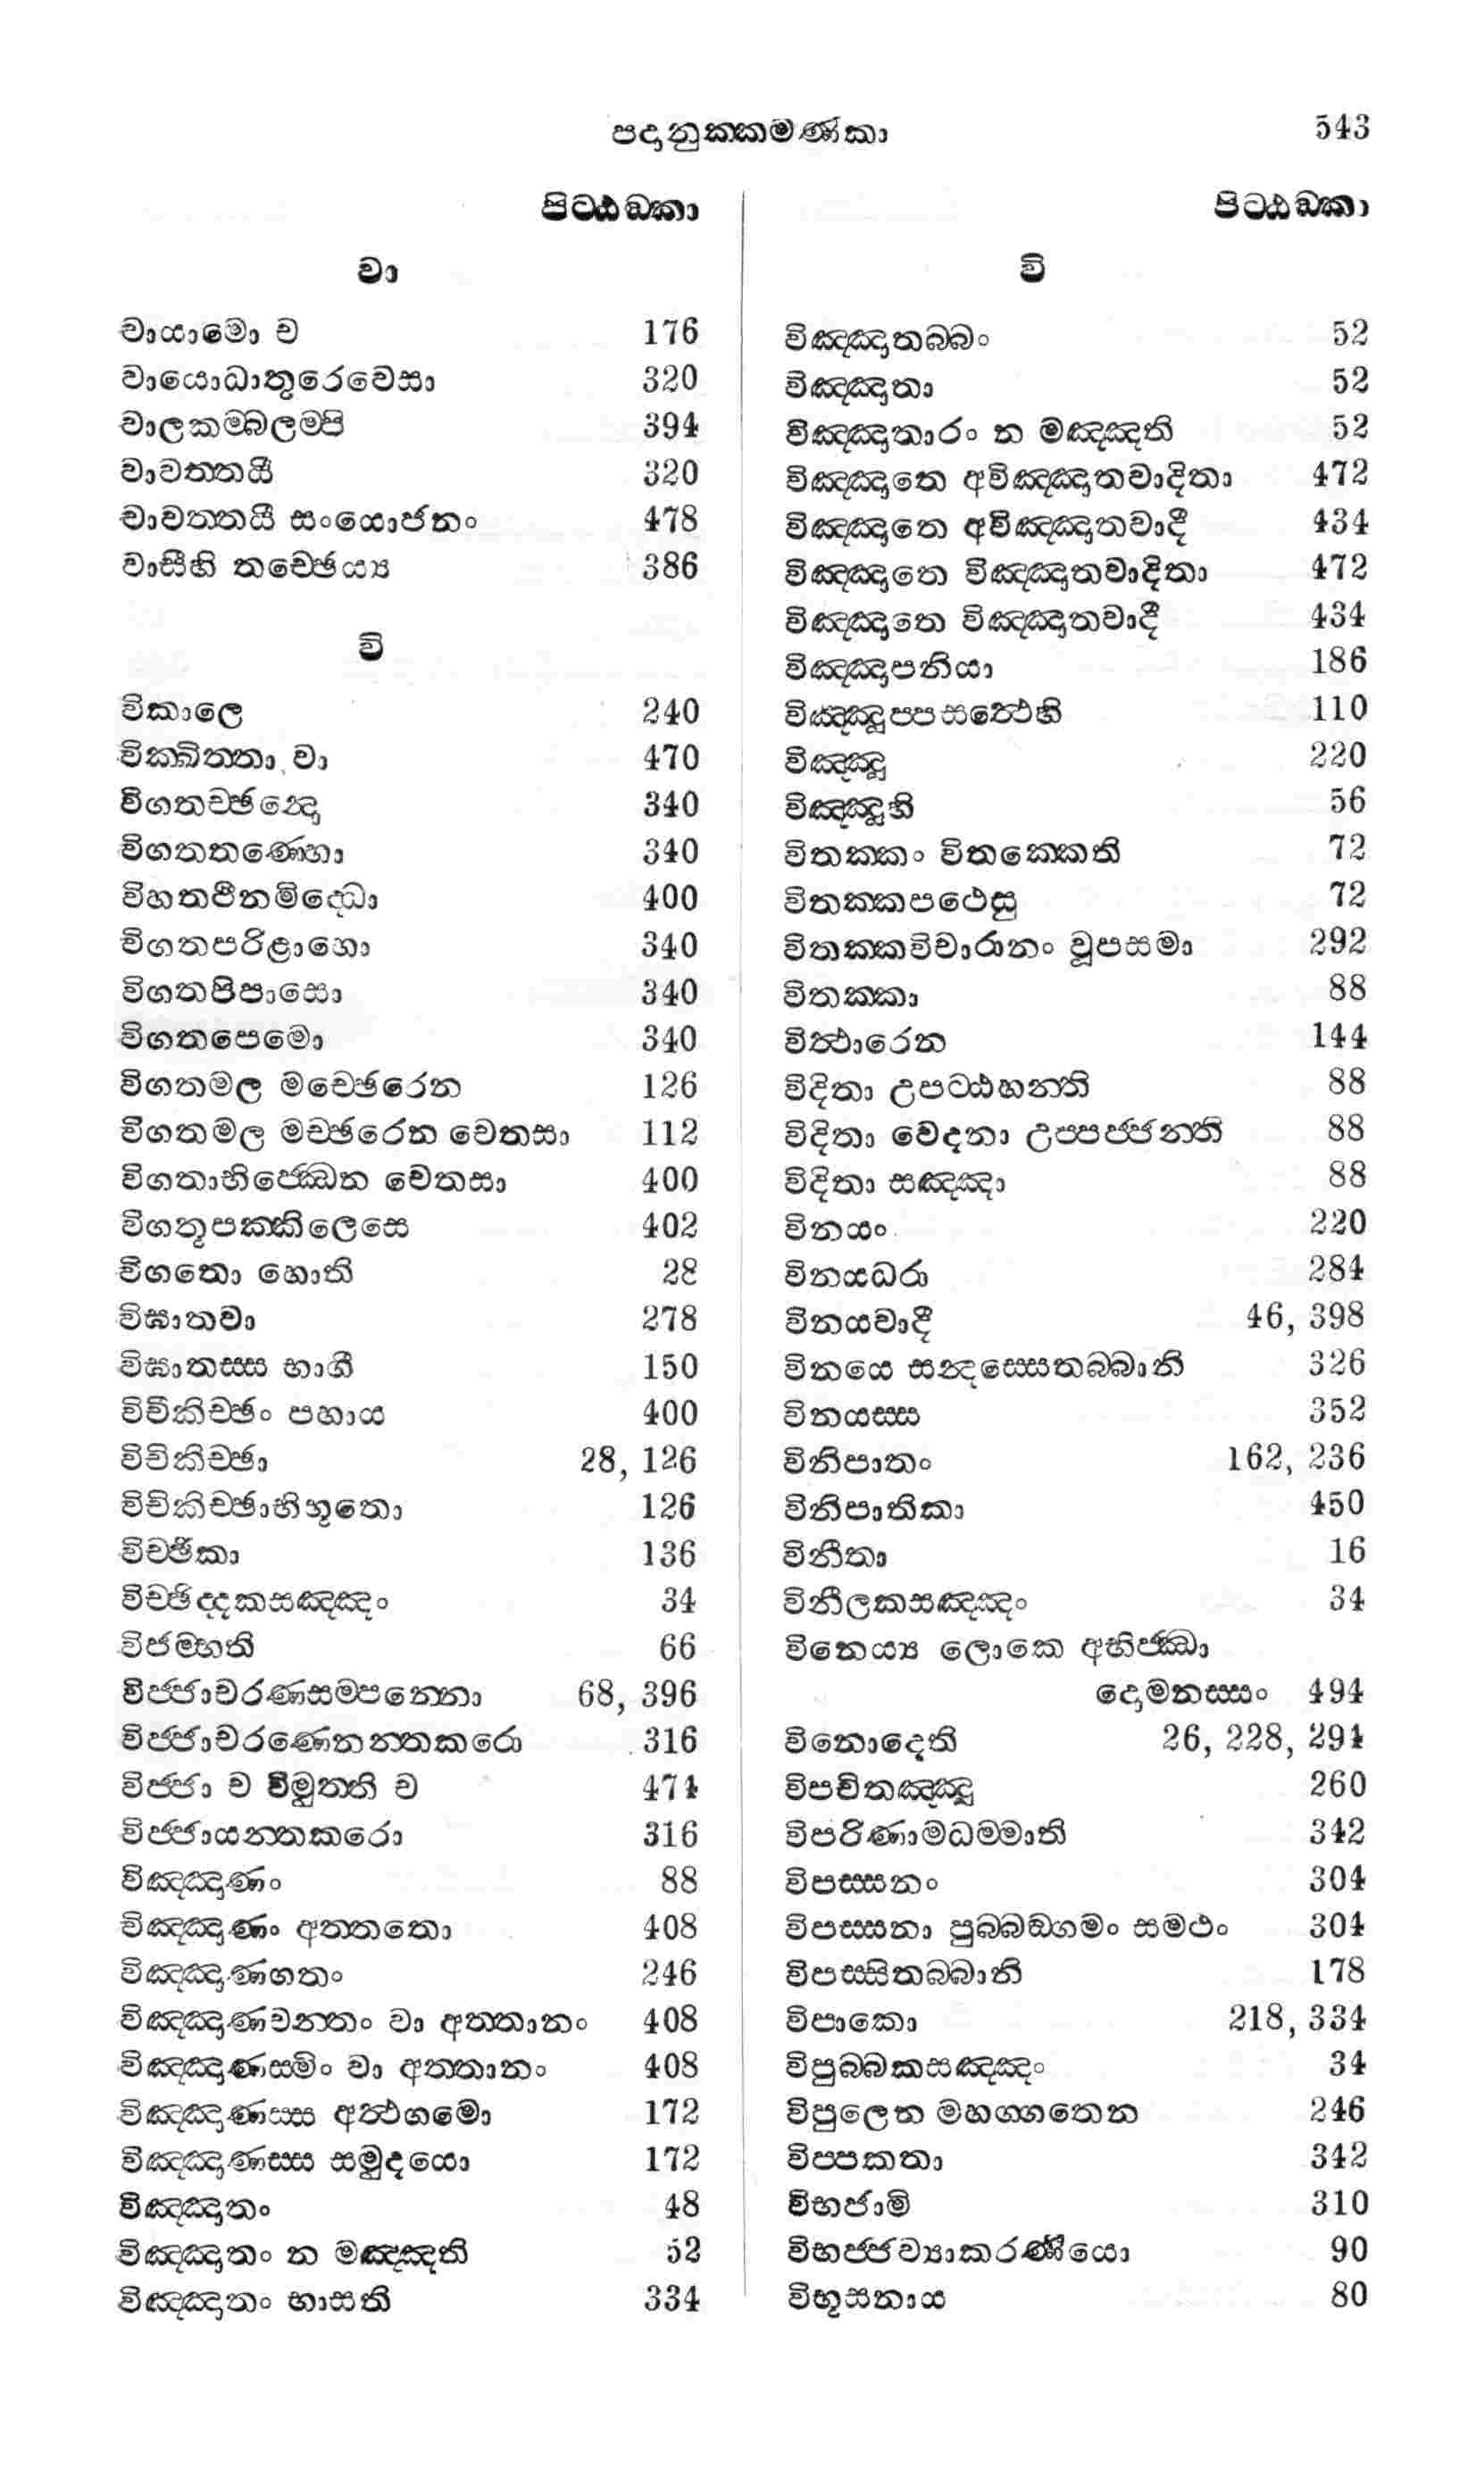 පදානුක්කමණිකා 543
පිට්ඨඞ්කා
වා
වායාමො ච 176
වායොධාතුරෙවෙසා 320
වාලකම්බලම්පි 394
වාවත්තයී 320
වාවත්තයී සංයොජනං 478
වාසීහි තච්ඡෙය්‍ය 386
වි
විකාලෙ 240
වික්ඛිත්තා වා 470
විගතච්ඡන්‍දො 340
විගතතණ්හො 340
විහතථීනමිද්ධො 400
විගතපරිළාහො 340
විගතපිපාසො 340
විගතපෙමො 340
විගතමල මච්ඡෙරෙන 126
විගතමල මච්ඡරෙන චෙතසා 112
විගතාභිජ්ඣෙන චෙතසා 400
විගතූපක්කිලෙසෙ 402
විගතො හොති 28
විඝාතවා 278
විඝාතස්ස භාගී 150
විචිකිච්ඡං පහාය 400
විචිකිච්ඡා 28, 126
විචිකිච්ඡාභිභූතො 126
විච්ඡිකා 136
විච්ඡිද්දකසඤ්ඤං 34
විජම්භති 66
විජ්ජාචරණසම්පන්නො 68, 396
විජ්ජාචරණෙනන්තකරො 316
විජ්ජා ච විමුත්ති ච 474
විජ්ජායන්තකරො 316
විඤ්ඤාණං 88
විඤ්ඤාණං අත්තතො 408
විඤ්ඤාණගතං 246
විඤ්ඤාණවන්තං වා අත්තානං 408
විඤ්ඤාණස්මිං වා අත්තානං 408
විඤ්ඤාණස්ස අත්‍ථගමො 172
විඤ්ඤාණස්ස සමුදයො 172
විඤ්ඤාතං 48
විඤ්ඤාතං න මඤ්ඤති 52
විඤ්ඤාතං භාසති 334
පිට්ඨඞ්කා
වි
විඤ්ඤාතබ්බං 52
විඤ්ඤාතා 52
විඤ්ඤාතාරං න මඤ්ඤති 52
විඤ්ඤාතෙ අවිඤ්ඤාතවාදිතා 472
විඤ්ඤාතෙ අවිඤ්ඤාතවාදී 434
විඤ්ඤාතෙ විඤ්ඤාතවාදිතා 472
විඤ්ඤාතෙ විඤ්ඤාතවාදී 434
විඤ්ඤාපනියා 186
විඤ්ඤූප්පසත්‍ථෙහි 110
විඤ්ඤූ 220
විඤ්ඤූහි 56
විතක්කං විතක්කෙති 72
විතක්කපථෙසු 72
විතක්කවිචාරානං වූපසමා 292
විතක්කා 88
විත්‍ථාරෙන 144
විදිතා උපට්ඨහන්ති 88
විදිතා වෙදනා උප්පජ්ජන්ති 88
විදිතා සඤ්ඤා 88
විනයං 220
විනයධරා 284
විනයවාදී 46, 398
විනයෙ සන්‍දස්සෙතබ්බානි 326
විනයස්ස 352
විනිපාතං 162, 236
විනිපාතිකා 450
විනීතා 16
විනීලකසඤ්ඤං 34
විනෙය්‍ය ලොකෙ අභිජ්ඣා
දොමනස්සං 494
විනොදෙති 26, 228, 294
විපචිතඤ්ඤූ 260
විපරිණාමධම්මාති 342
විපස්සනං 304
විපස්සනා පුබ්බඞ්ගමං සමථං 304
විපස්සිතබ්බානි 178
විපාකො 218, 334
විපුබ්බකසඤ්ඤං 34
විපුලෙන මහග්ගතෙන 246
විප්පකතා 342
විභජාමි 310
විභජ්ජව්‍යාකරණීයො 90
විභූසනාය 80